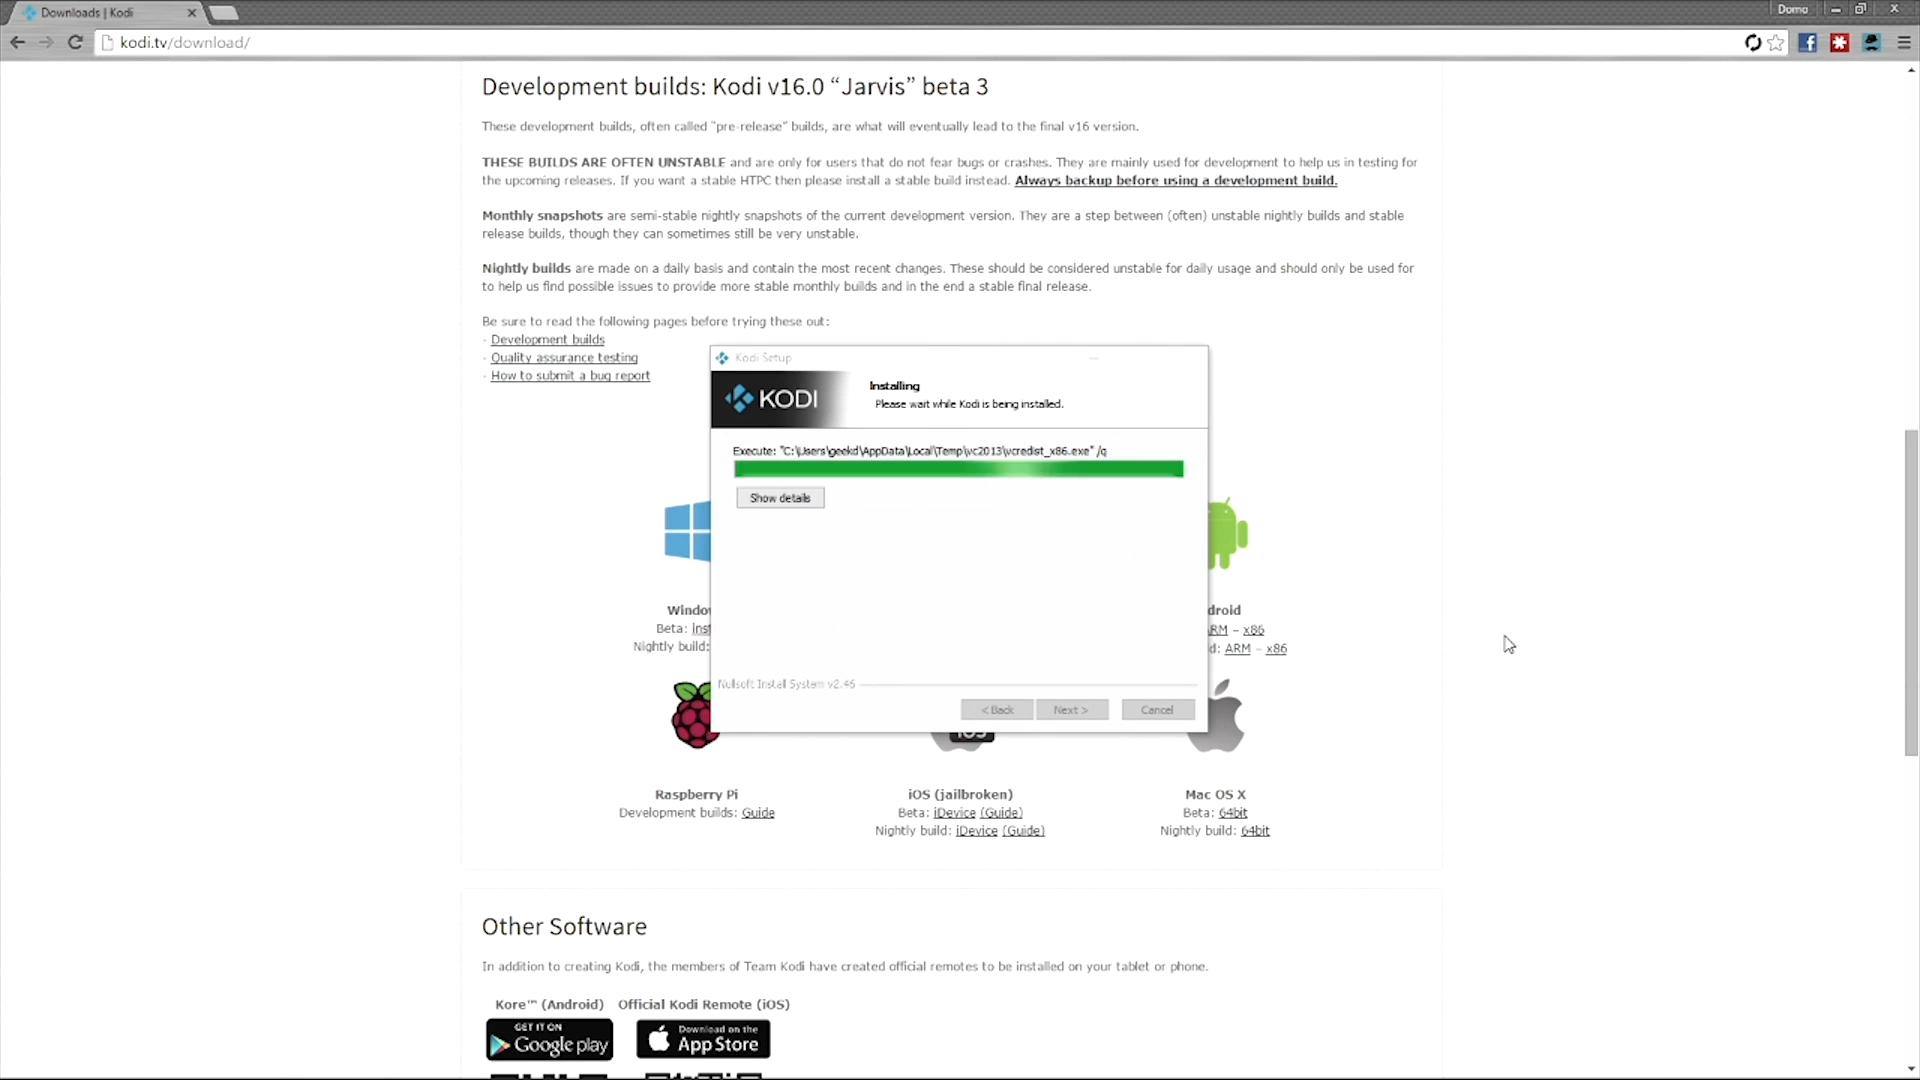 Downloads | Kodi
Domo
kodi.tv/download/
Development builds: Kodi v16.0 “Jarvis” beta 3
These development builds, often called “pre-release” builds, are what will eventually lead to the final v16 version.
THESE BUILDS ARE OFTEN UNSTABLE and are only for users that do not fear bugs or crashes. They are mainly used for development to help us in testing for
the upcoming releases. If you want a stable HTPC then please install a stable build instead. Always backup before using a development build.
Monthly snapshots are semi-stable nightly snapshots of the current development version. They are a step between (often) unstable nightly builds and stable
release builds, though they can sometimes still be very unstable.
Nightly builds are made on a daily basis and contain the most recent changes. These should be considered unstable for daily usage and should only be used for
to help us find possible issues to provide more stable monthly builds and in the end a stable final release.
Be sure to read the following pages before trying these out:
- Development builds
- Quality assurance testing
- How to submit a bug report
Kodi Setup
KODI
Installing
Please wait while Kodi is being installed.
Execute: "C:\Users\geekd\AppData\Local\Temp\vc2013\vcredist_x86.exe" /q
Show details
Nullsoft Install System v2.46
< Back Next > Cancel
Windo
Beta: inst
Nightly build:
droid
ARM – x86
d: ARM – x86
iOS
Raspberry Pi
Development builds: Guide
iOS (jailbroken)
Beta: iDevice (Guide)
Nightly build: iDevice (Guide)
Mac OS X
Beta: 64bit
Nightly build: 64bit
Other Software
In addition to creating Kodi, the members of Team Kodi have created official remotes to be installed on your tablet or phone.
Kore™ (Android) Official Kodi Remote (iOS)
GET IT ON
Google play
Download on the
App Store